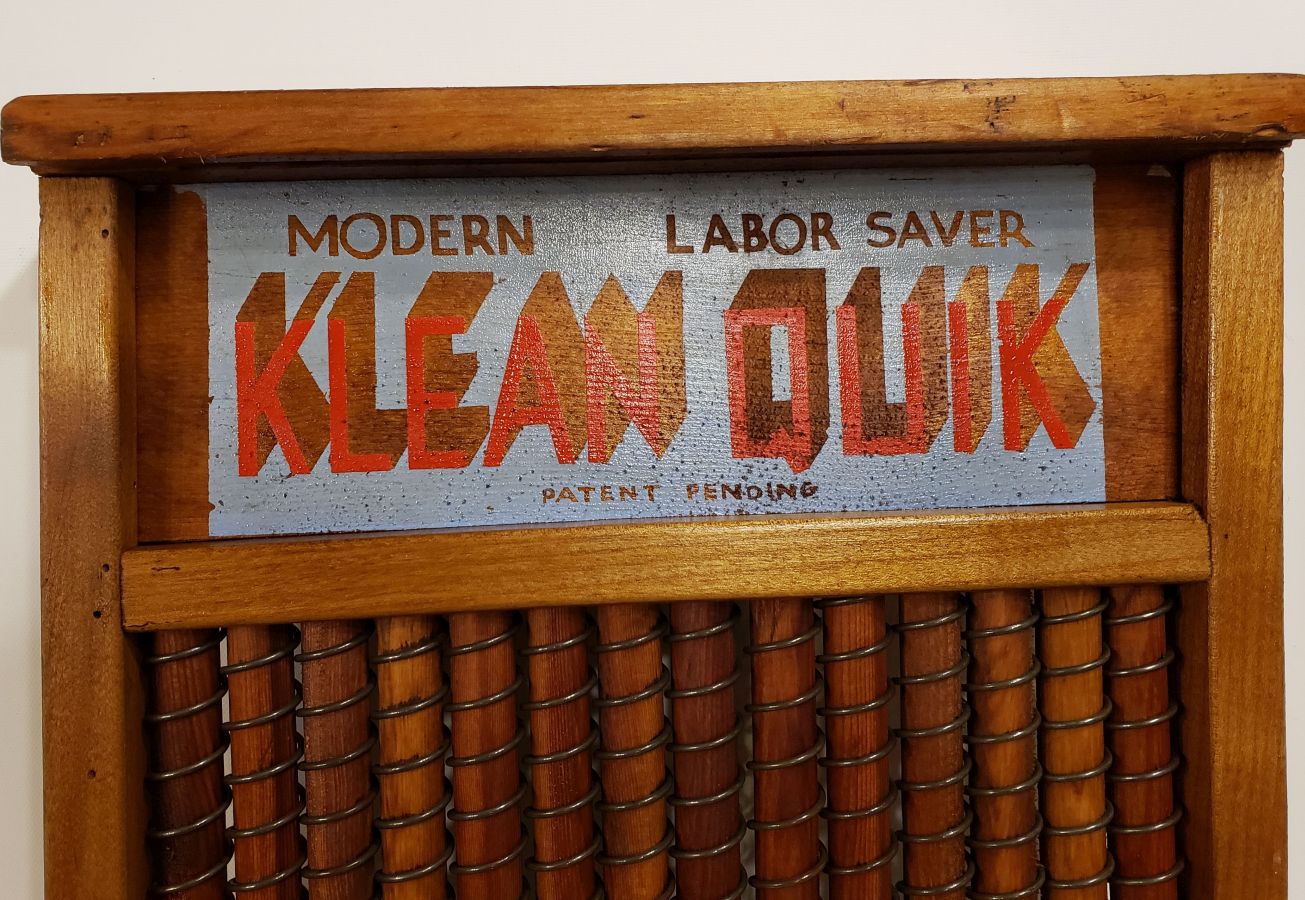 MODERN LABOR SAVER
KLEAN QUIK
PATENT PENDING